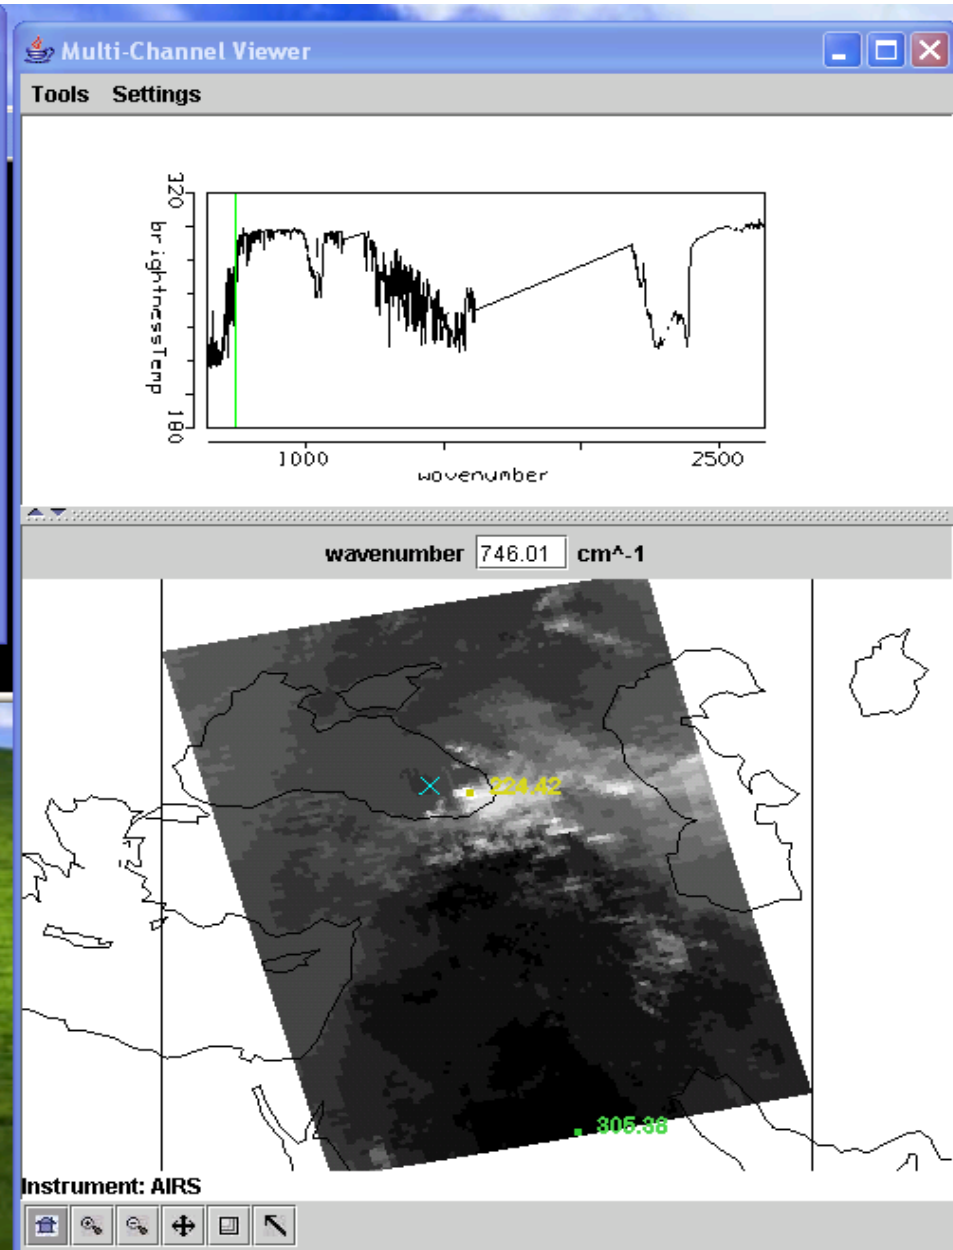 Multi-Channel Viewer
Tools Settings
320
brightnessTemp
180
1000
2500
wavenumber
wavenumber 746.01 cm^-1
224.42
305.38
Instrument: AIRS